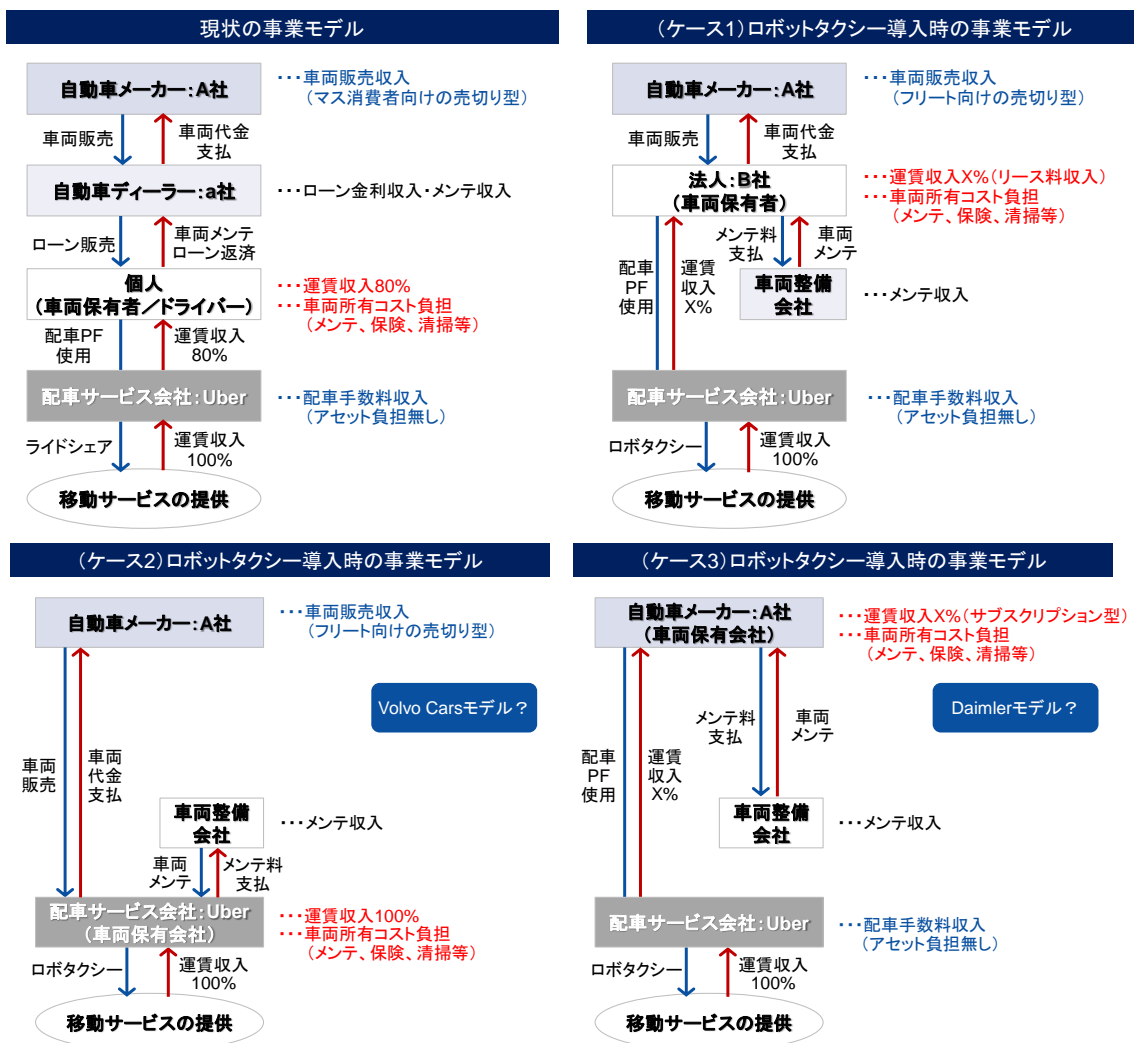 現状の事業モデル
自動車メーカー:A社
・・・車両販売収入
(マス消費者向けの売切り型)
車両販売
車両代金
支払
自動車ディーラー:a社
・・・ローン金利収入・メンテ収入
ローン販売
車両メンテ
ローン返済
個人
(車両保有者/ドライバー)
・・・運賃収入80%
・・・車両所有コスト負担
(メンテ、保険、清掃等)
配車PF
使用
運賃収入
80%
配車サービス会社:Uber
・・・配車手数料収入
(アセット負担無し)
ライドシェア
運賃収入
100%
移動サービスの提供
(ケース1)ロボットタクシー導入時の事業モデル
自動車メーカー:A社
・・・車両販売収入
(フリート向けの売切り型)
車両販売
車両代金
支払
法人:B社
(車両保有者)
・・・運賃収入X%(リース料収入)
・・・車両所有コスト負担
(メンテ、保険、清掃等)
メンテ料
支払
車両
メンテ
配車
PF
使用
運賃
収入
X%
車両整備
会社
・・・メンテ収入
配車サービス会社:Uber
・・・配車手数料収入
(アセット負担無し)
ロボタクシー
運賃収入
100%
移動サービスの提供
(ケース2)ロボットタクシー導入時の事業モデル
自動車メーカー:A社
・・・車両販売収入
(フリート向けの売切り型)
Volvo Carsモデル?
車両
販売
車両
代金
支払
車両整備
会社
・・・メンテ収入
車両
メンテ
メンテ料
支払
配車サービス会社:Uber
(車両保有会社)
・・・運賃収入100%
・・・車両所有コスト負担
(メンテ、保険、清掃等)
ロボタクシー
運賃収入
100%
移動サービスの提供
(ケース3)ロボットタクシー導入時の事業モデル
自動車メーカー:A社
(車両保有会社)
・・・運賃収入X%(サブスクリプション型)
・・・車両所有コスト負担
(メンテ、保険、清掃等)
Daimlerモデル?
メンテ料
支払
車両
メンテ
配車
PF
使用
運賃
収入
X%
車両整備
会社
・・・メンテ収入
配車サービス会社:Uber
・・・配車手数料収入
(アセット負担無し)
ロボタクシー
運賃収入
100%
移動サービスの提供